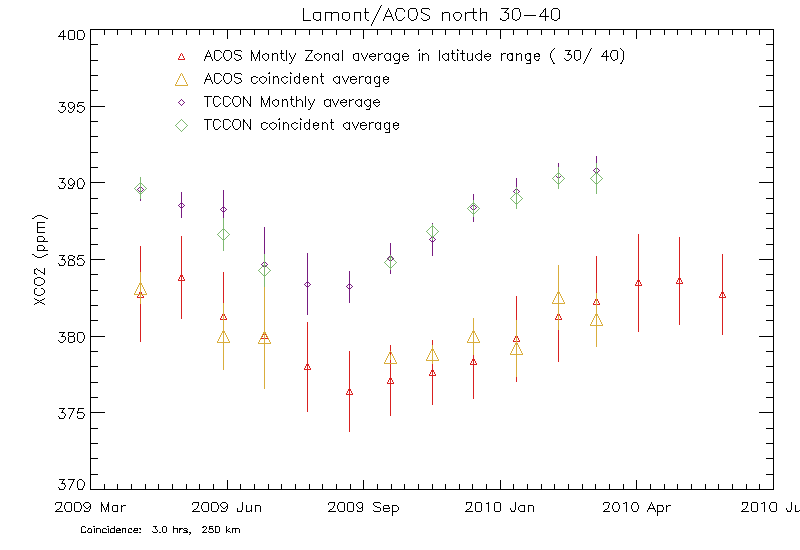 Lamont/ACOS north 30-40
400
395
390
385
380
375
370
XCO2 (ppm)
ACOS Montly Zonal average in latitude range ( 30/ 40)
ACOS coincident average
TCCON Monthly average
TCCON coincident average
2009 Mar 2009 Jun 2009 Sep 2010 Jan 2010 Apr 2010 Ju
Coincidence: 3.0 hrs, 250 km